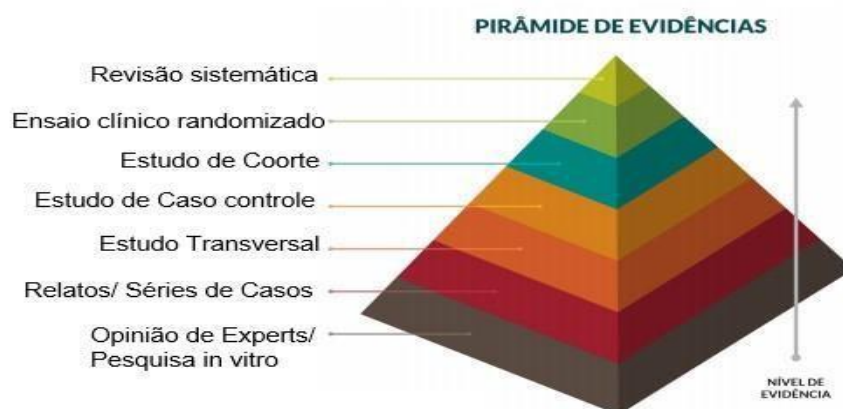 PIRÂMIDE DE EVIDÊNCIAS
Revisão sistemática
Ensaio clínico randomizado
Estudo de Coorte
Estudo de Caso controle
Estudo Transversal
Relatos/ Séries de Casos
Opinião de Experts/
Pesquisa in vitro
NÍVEL DE
EVIDÊNCIA